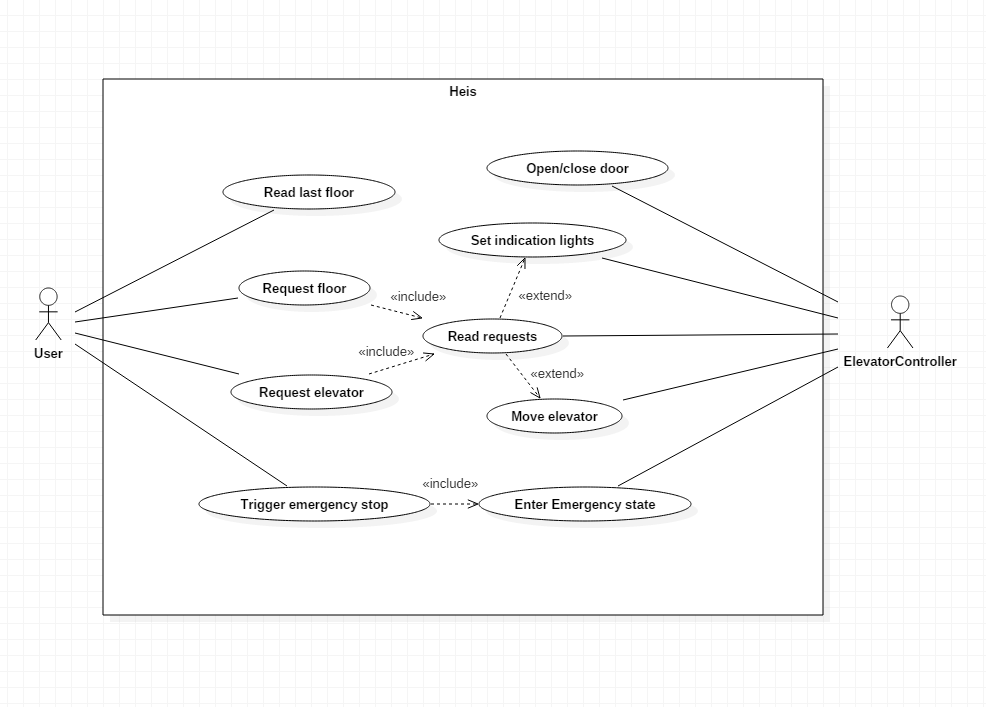 Heis
Open/close door
Read last floor
Set indication lights
Request floor
«include»
«extend»
Read requests
User
ElevatorController
«include»
«extend»
Request elevator
Move elevator
«include»
Trigger emergency stop
Enter Emergency state